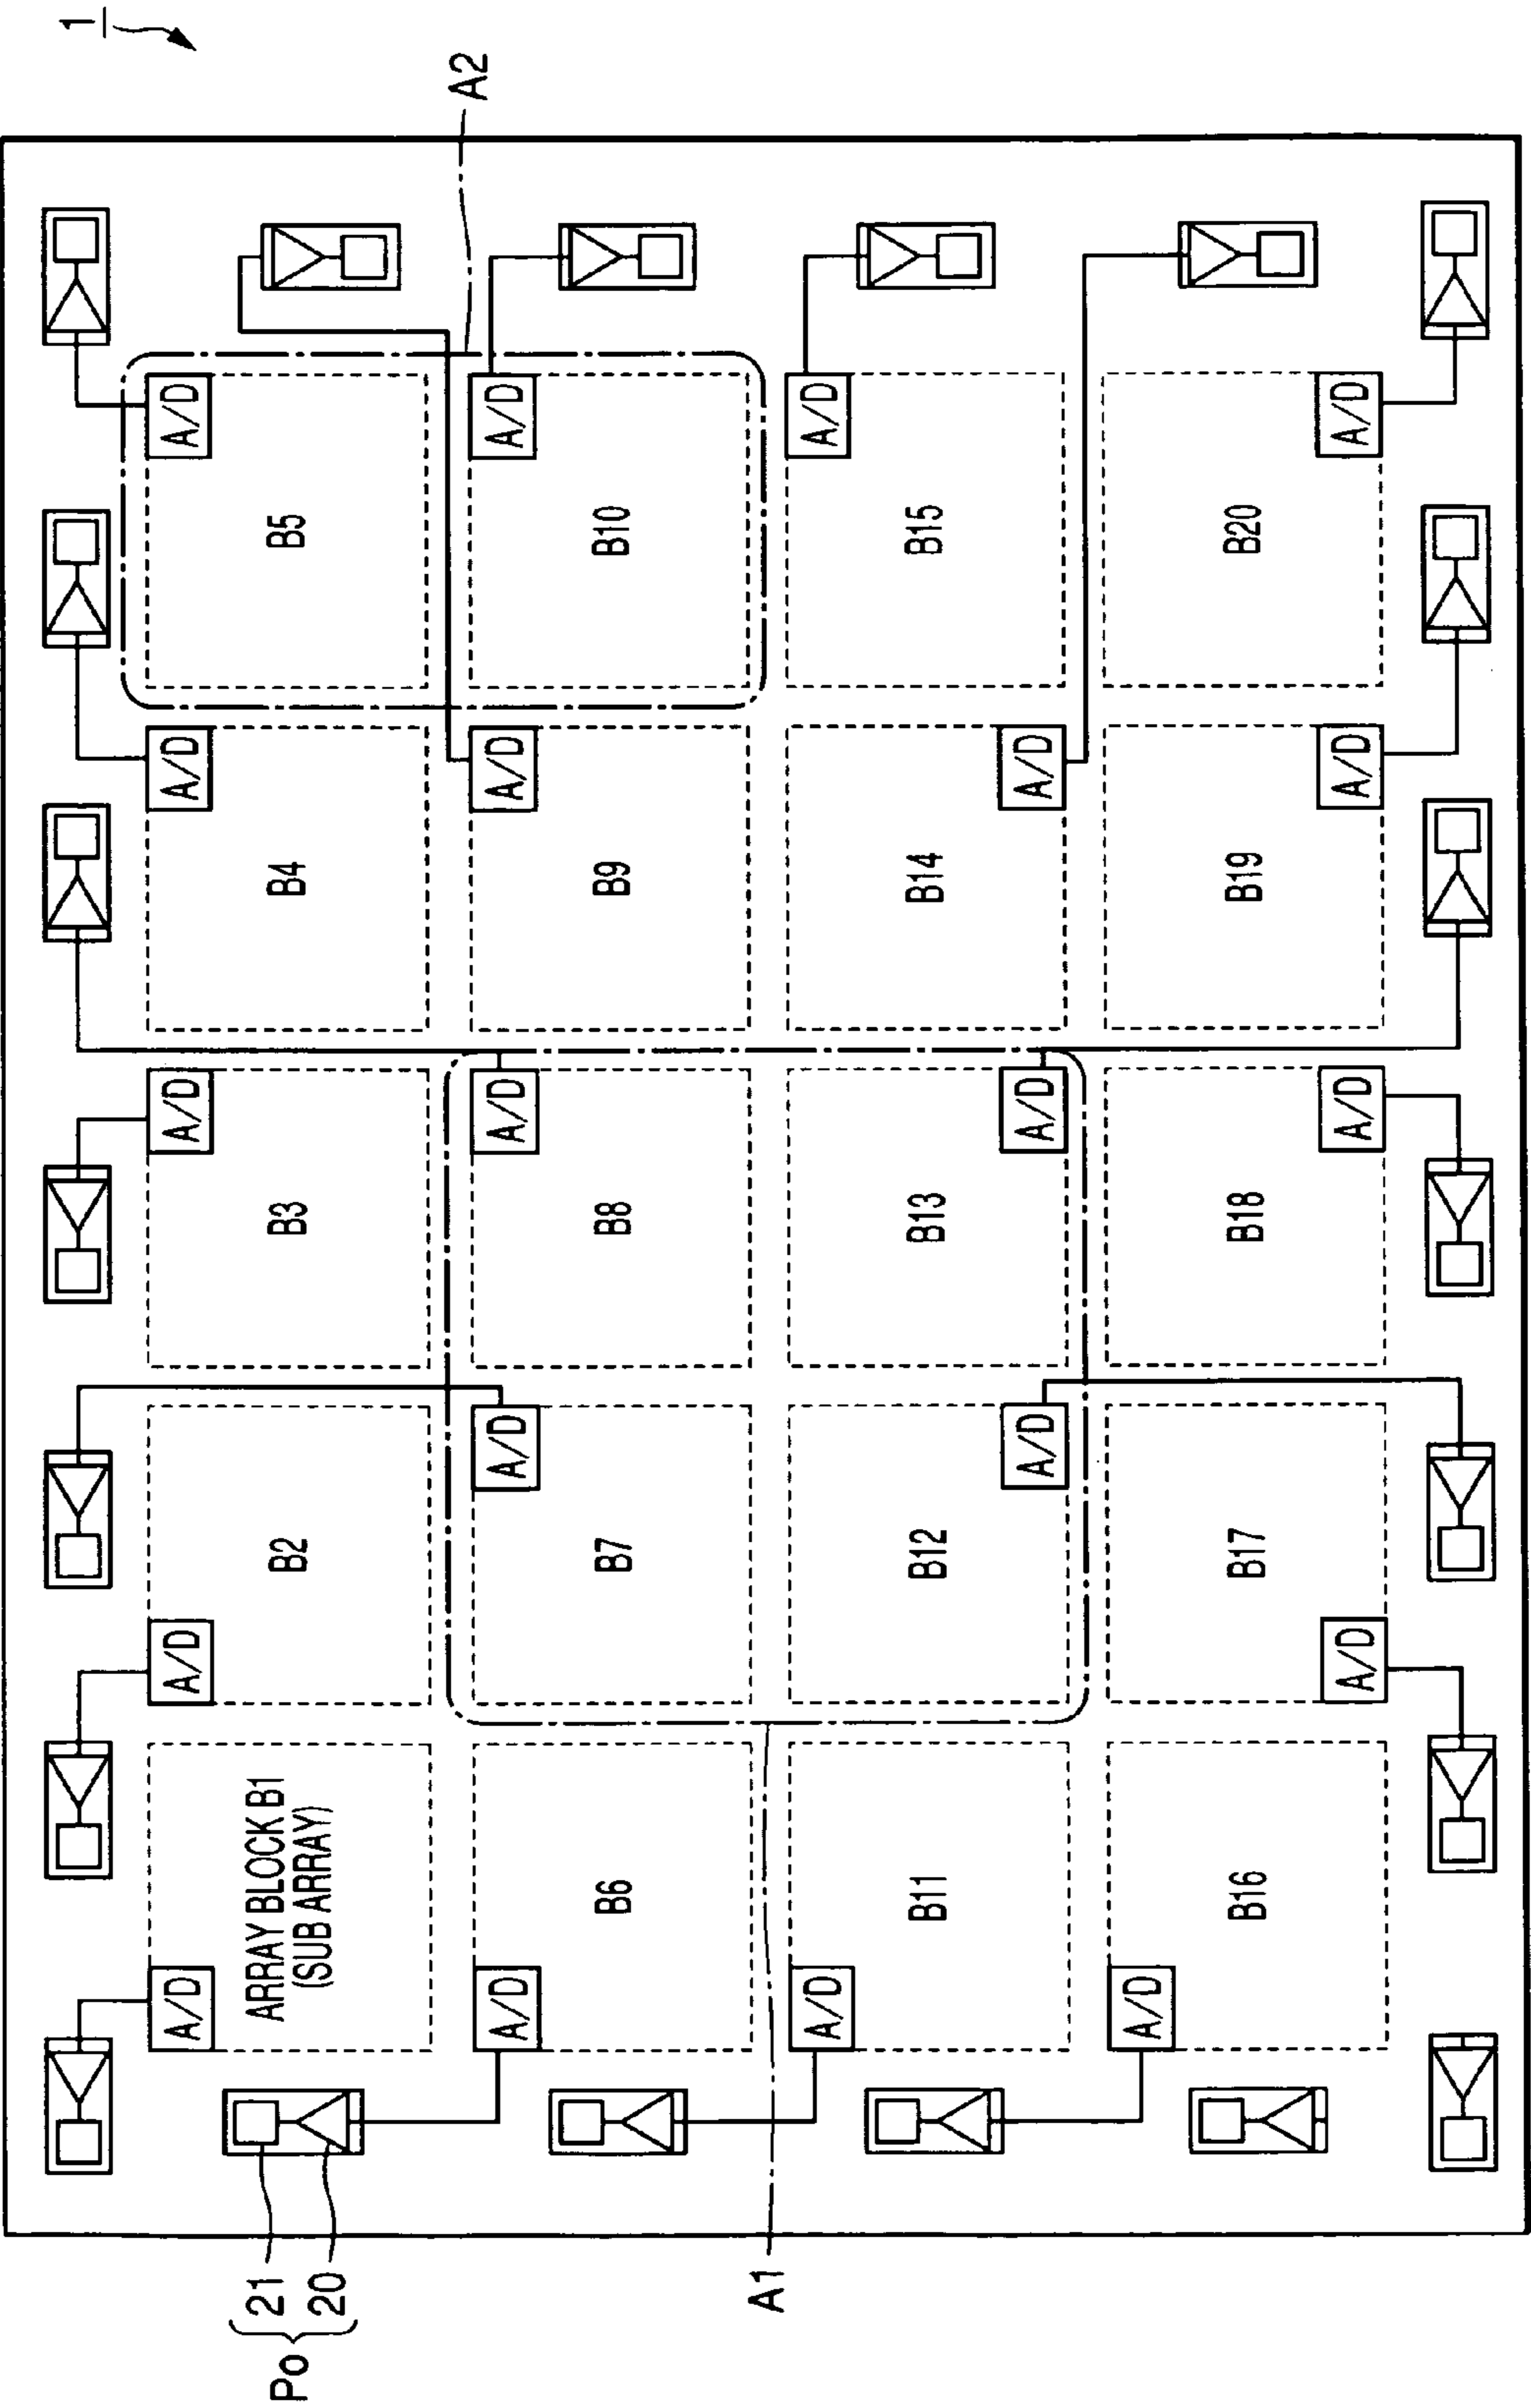 1
A2
A/D
A/D
A/D
A/D
A/D
ARRAY BLOCK B1
(SUB ARRAY)
B2
B3
B4
B5
21
20
Po
A/D
A/D
A/D
A/D
A/D
B6
B7
B8
B9
B10
A/D
A/D
A/D
A/D
A/D
B11
B12
B13
B14
B15
A/D
A/D
A/D
A/D
A/D
B16
B17
B18
B19
B20
A1